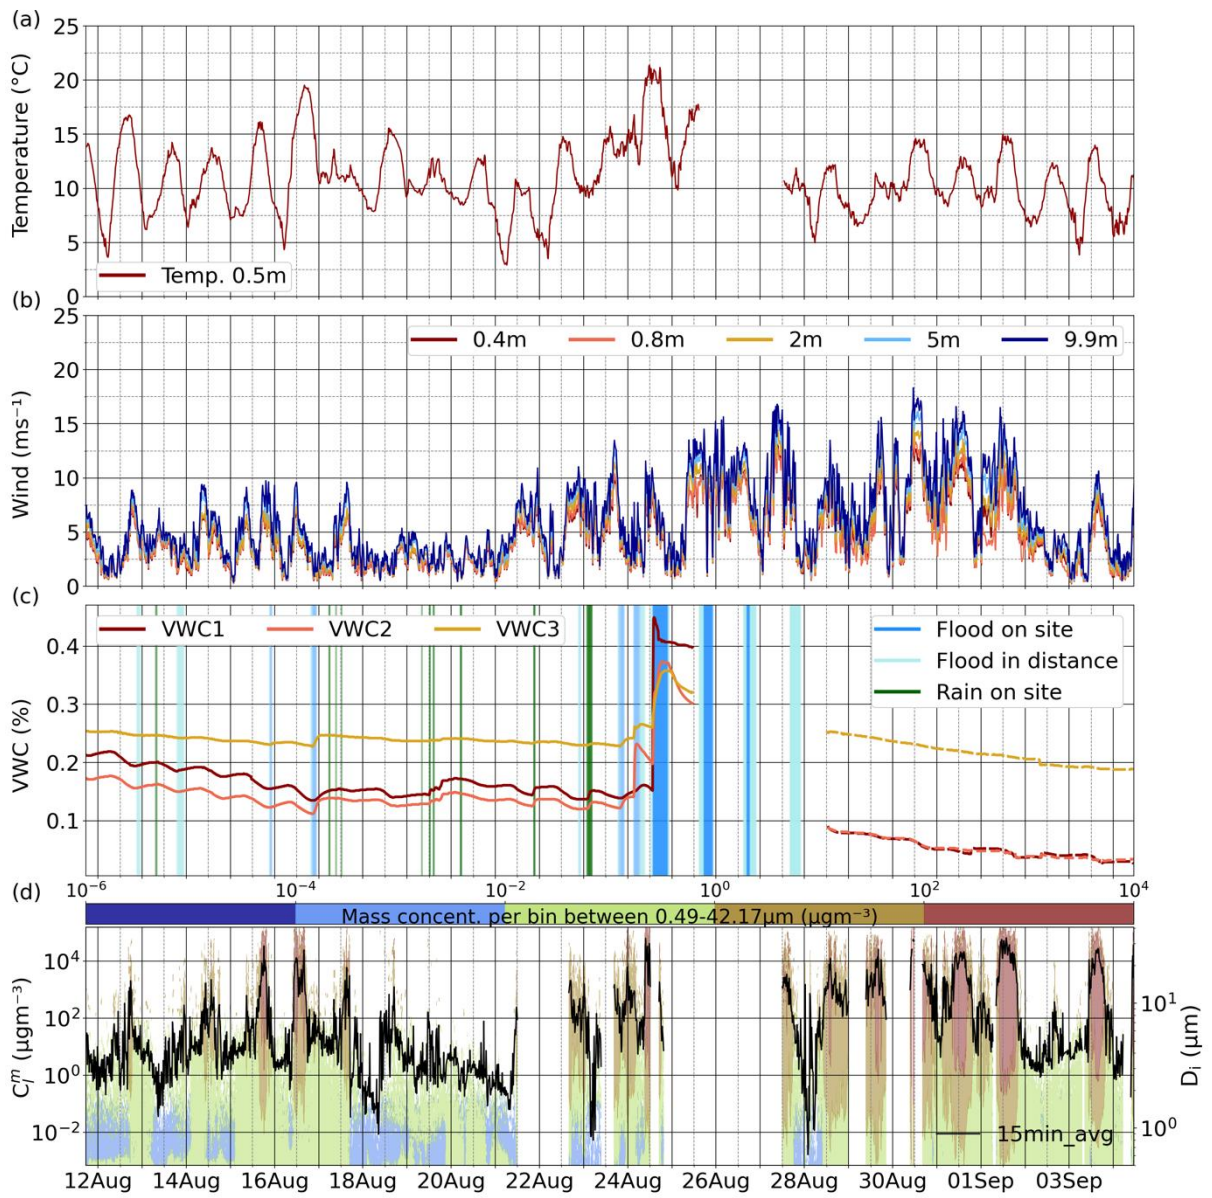 (a)
25
20
15
10
5
0
Temperature (°C)
Temp. 0.5m
(b)
25
20
15
10
5
0
Wind (ms⁻¹)
0.4m 0.8m 2m 5m 9.9m
(c)
0.4
0.3
0.2
0.1
VWC (%)
VWC1 VWC2 VWC3
Flood on site
Flood in distance
Rain on site
(d)
10⁻⁶ 10⁻⁴ 10⁻² 10⁰ 10² 10⁴
Mass concent. per bin between 0.49-42.17μm (μgm⁻³)
10⁴
10²
10⁰
10⁻²
Cₗᵐ (μgm⁻³)
10¹
10⁰
Dᵢ (μm)
15min_avg
12Aug 14Aug 16Aug 18Aug 20Aug 22Aug 24Aug 26Aug 28Aug 30Aug 01Sep 03Sep